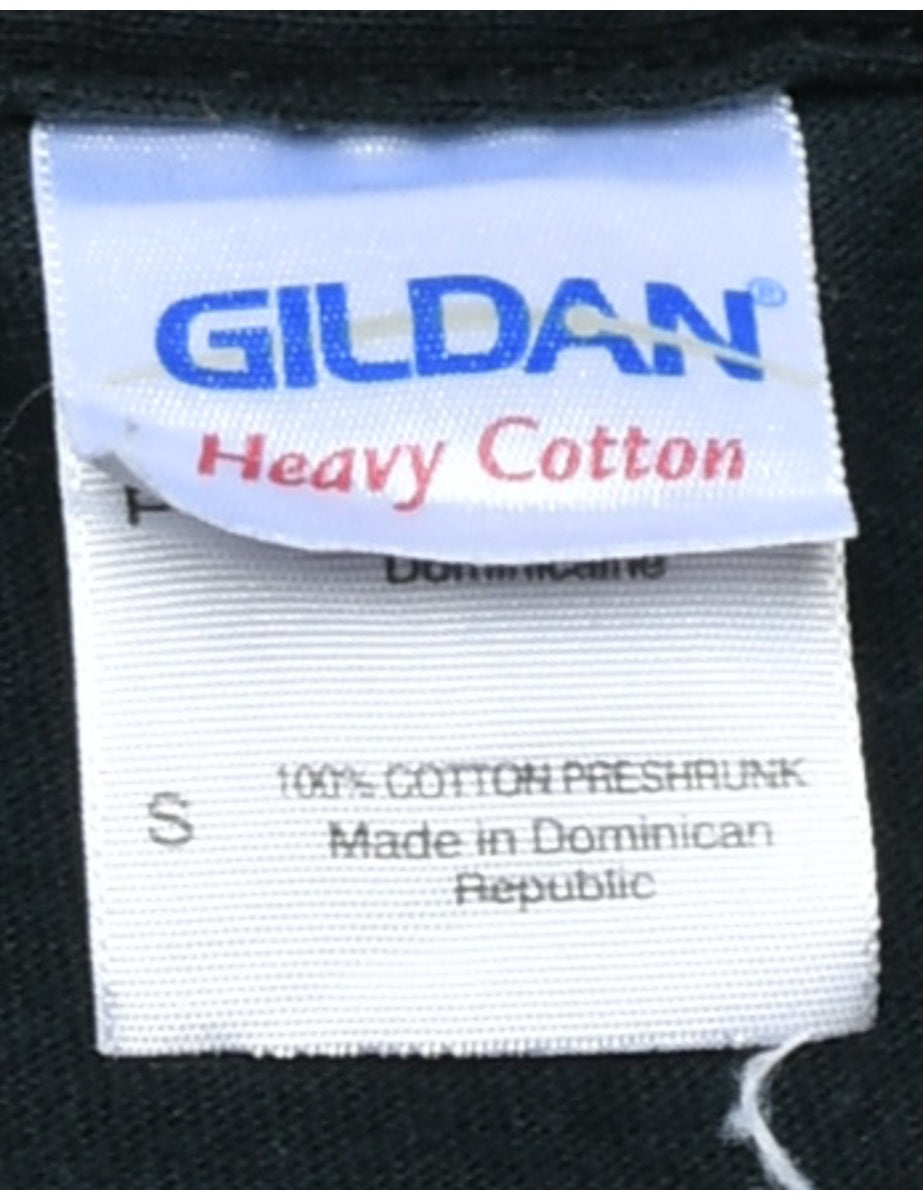 GILDAN®
Heavy Cotton
Dominicaine
100% COTTON PRESHRUNK
S
Made in Dominican
Republic